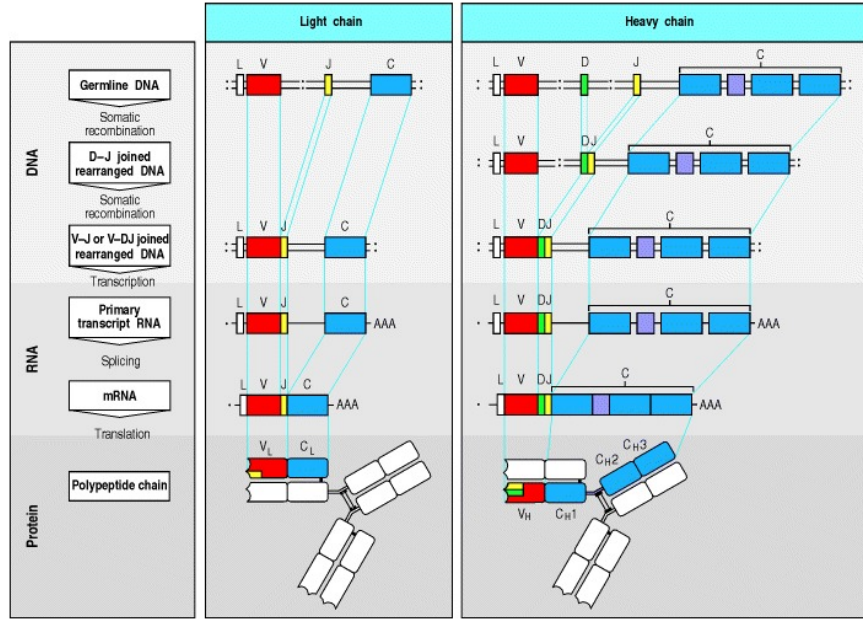 Light chain
Heavy chain
DNA
Germline DNA
L V J C
L V D J C
Somatic
recombination
D–J joined
rearranged DNA
DJ C
Somatic
recombination
V–J or V–DJ joined
rearranged DNA
L V J C
L V DJ C
Transcription
RNA
Primary
transcript RNA
L V J C
AAA
L V DJ C
AAA
Splicing
mRNA
L V J C
AAA
L V DJ C
AAA
Translation
Protein
Polypeptide chain
VL CL
CH2 CH3
VH CH1